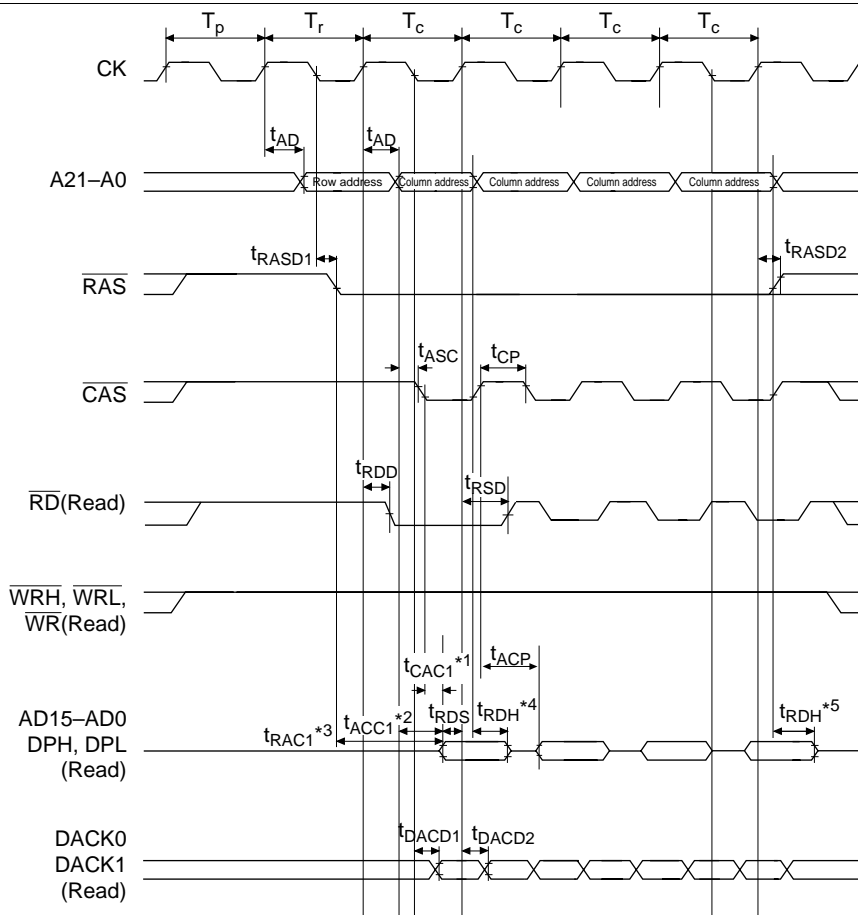 Tp Tr Tc Tc Tc Tc
CK
tAD tAD
A21–A0 Row address Column address Column address Column address Column address
tRASD1 tRASD2
RAS
tASC tCP
CAS
tRDD tRSD
RD(Read)
WRH, WRL,
WR(Read)
tCAC1*1 tACP
AD15–AD0
DPH, DPL
(Read)
tRAC1*3 tACC1*2 tRDS tRDH*4 tRDH*5
DACK0
DACK1
(Read)
tDACD1 tDACD2